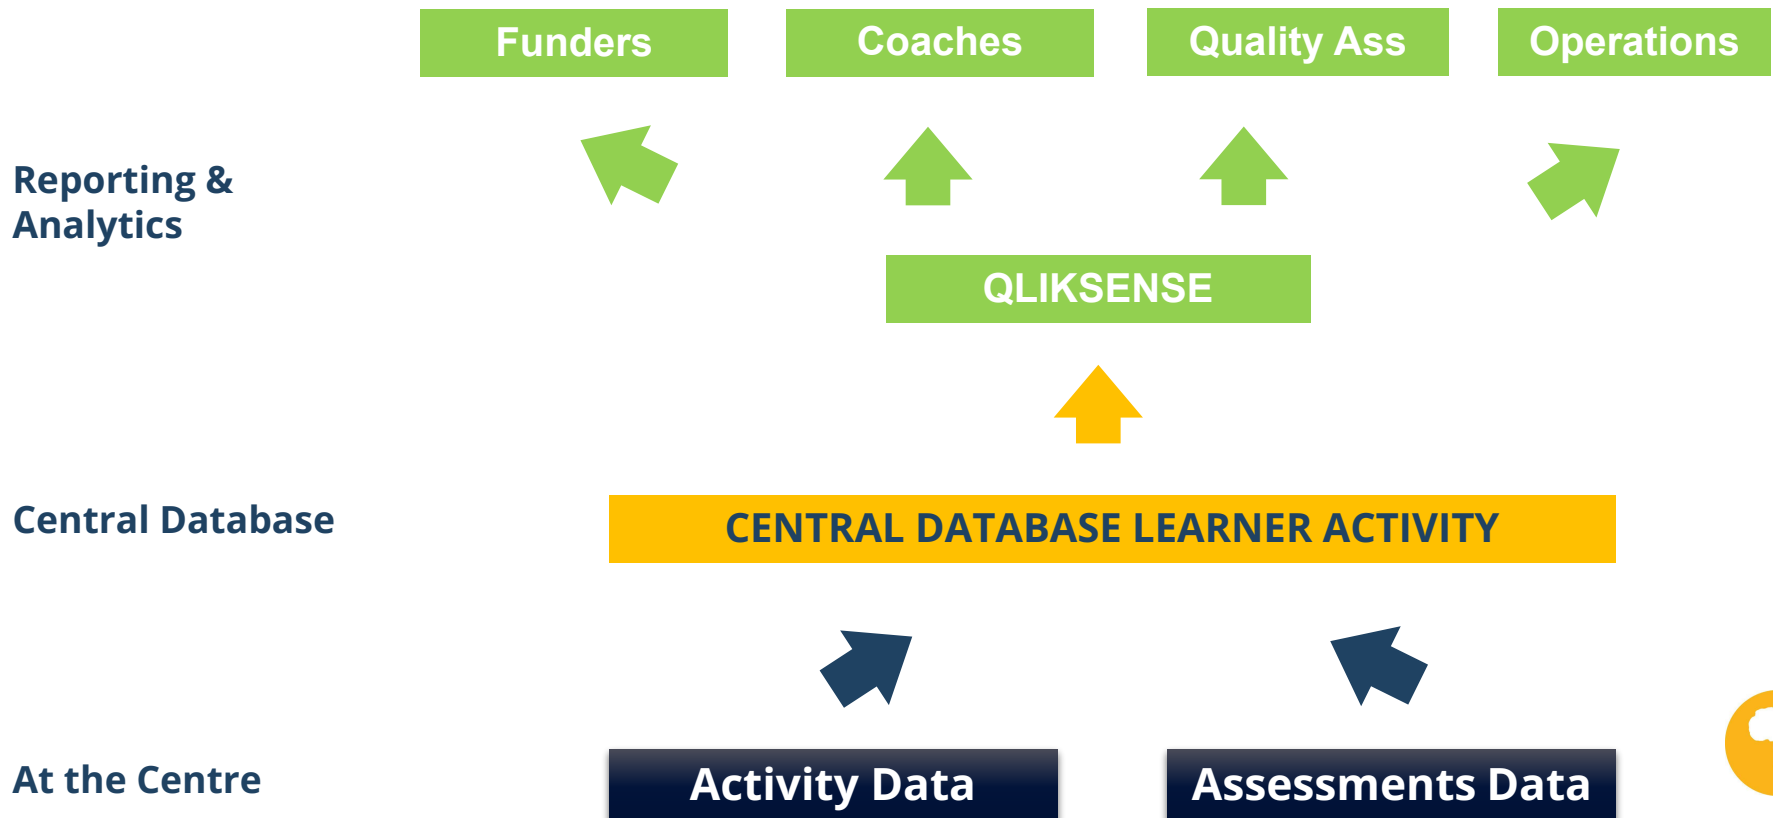 Funders
Coaches
Quality Ass
Operations
Reporting &
Analytics
QLIKSENSE
Central Database
CENTRAL DATABASE LEARNER ACTIVITY
At the Centre
Activity Data
Assessments Data